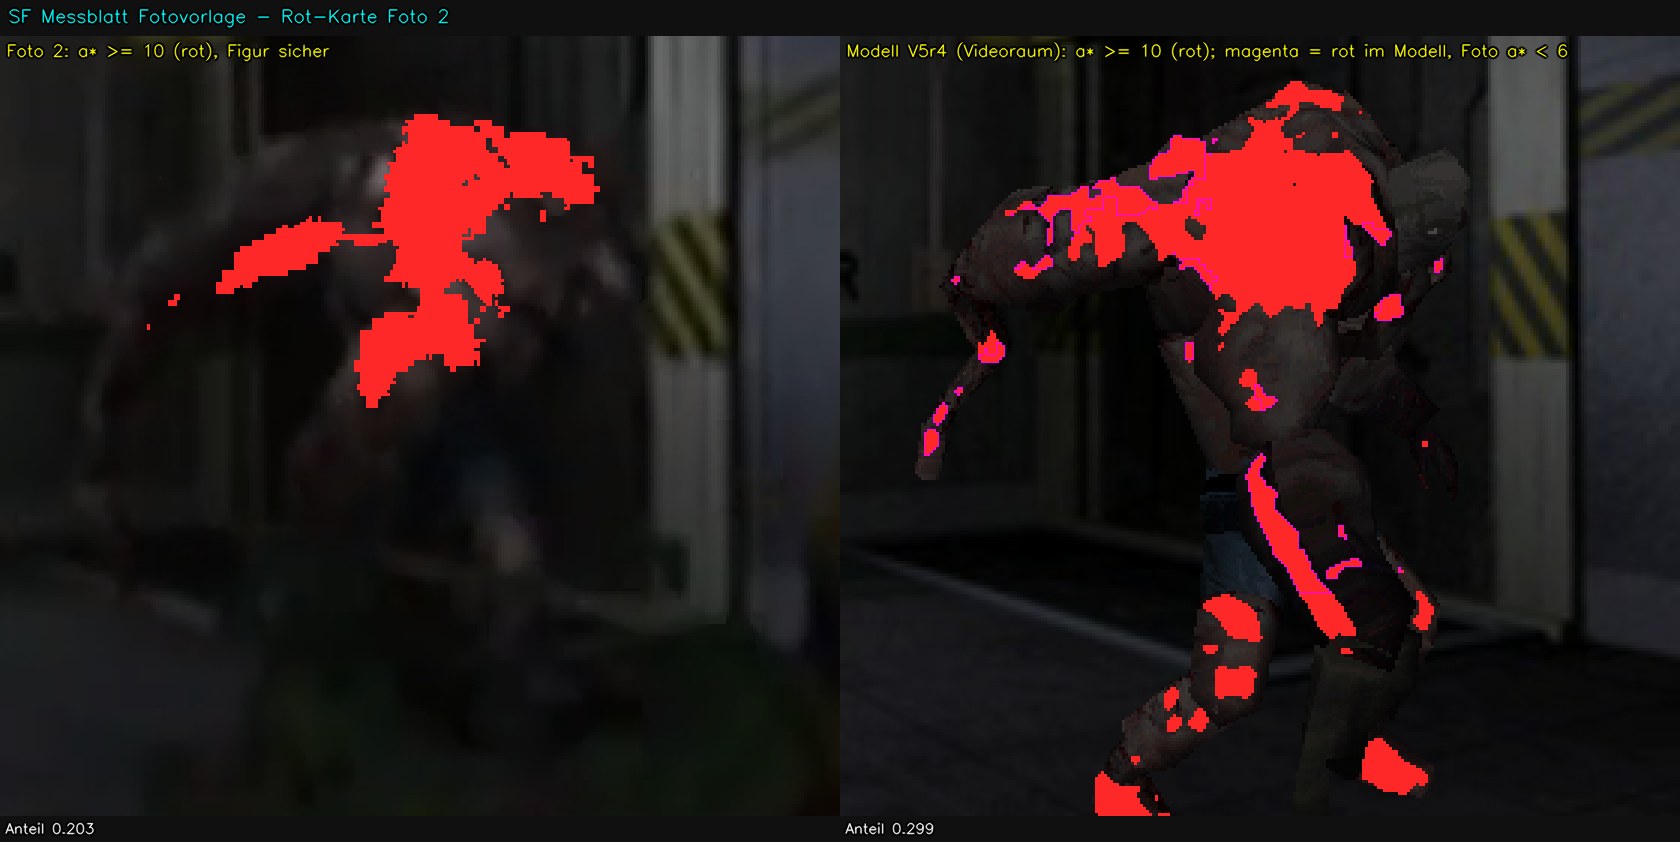 SF Messblatt Fotovorlage - Rot-Karte Foto 2
Foto 2: a* >= 10 (rot), Figur sicher
Modell V5r4 (Videoraum): a* >= 10 (rot); magenta = rot im Modell, Foto a* < 6
Anteil 0.203
Anteil 0.299